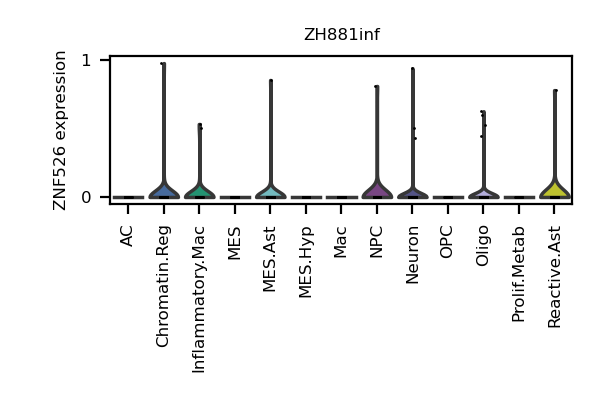 ZH881inf
ZNF526 expression
1
0
AC
Chromatin.Reg
Inflammatory.Mac
MES
MES.Ast
MES.Hyp
Mac
NPC
Neuron
OPC
Oligo
Prolif.Metab
Reactive.Ast